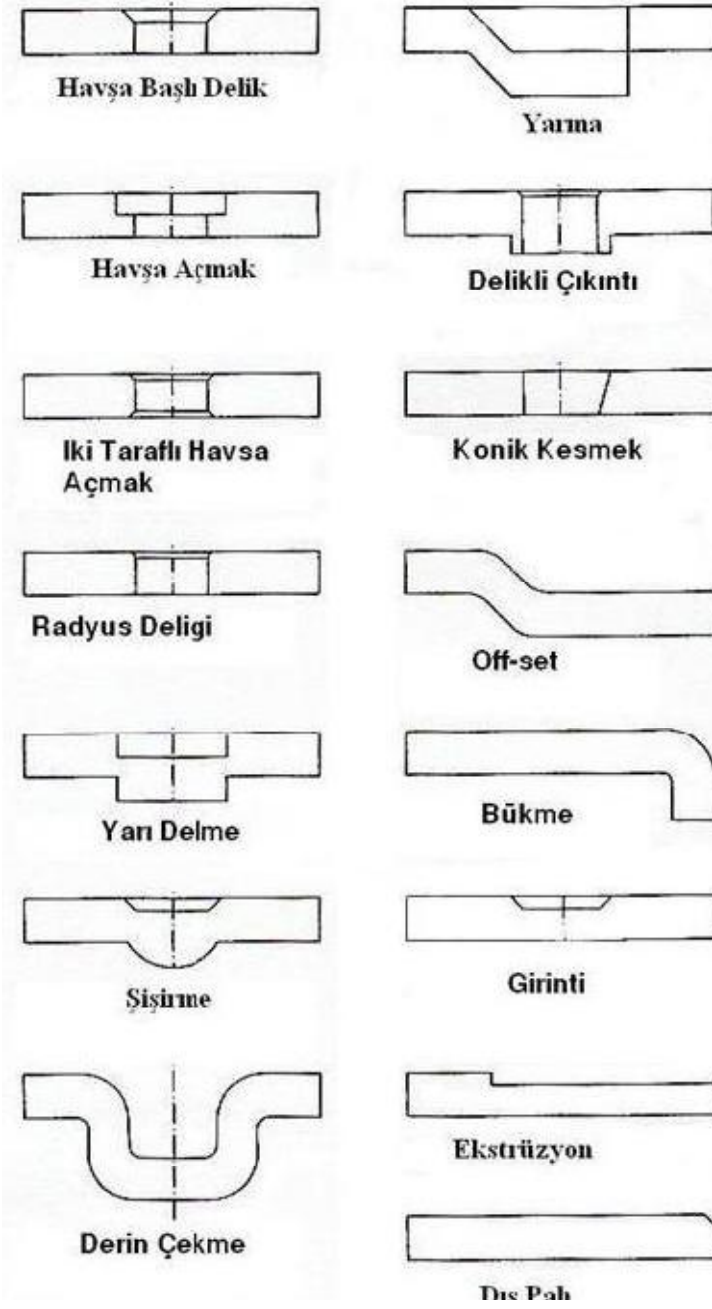 Havşa Başlı Delik
Yarma
Havşa Açmak
Delikli Çıkıntı
Iki Taraflı Havsa
Açmak
Konik Kesmek
Radyus Deligi
Off-set
Yarı Delme
Bükme
Şişirme
Girinti
Derin Çekme
Ekstrüzyon
Dış Pah